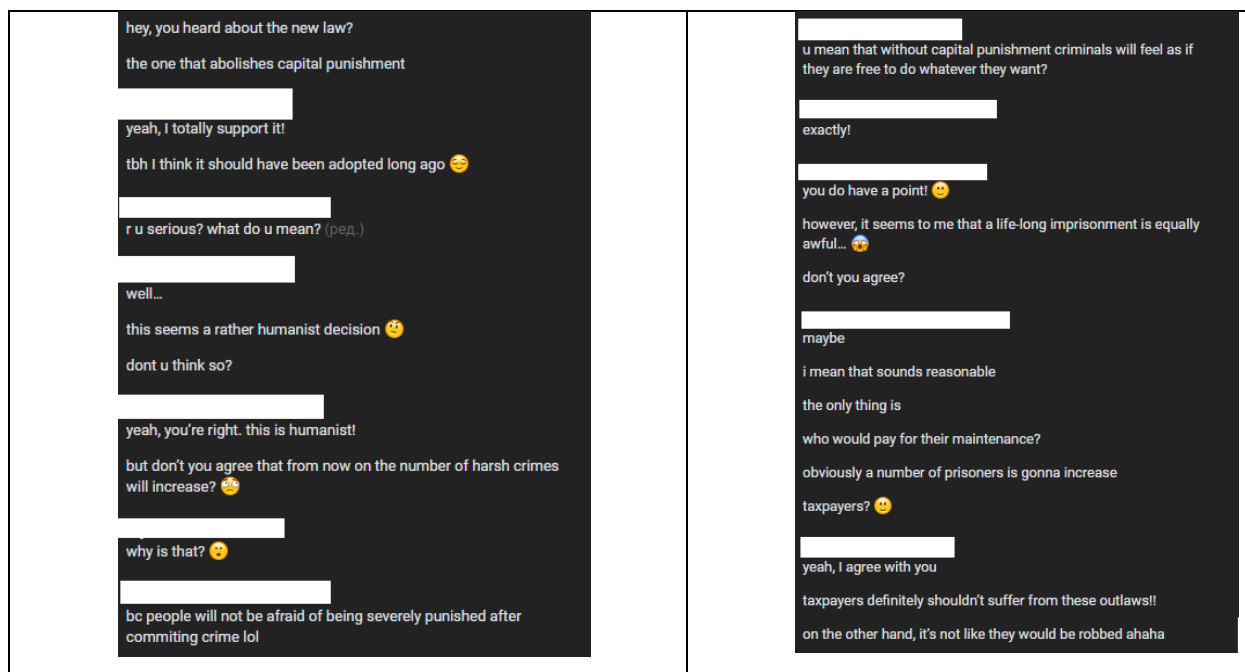 hey, you heard about the new law?
the one that abolishes capital punishment
yeah, I totally support it!
tbh I think it should have been adopted long ago 😌
r u serious? what do u mean? (ред.)
well...
this seems a rather humanist decision 🤔
dont u think so?
yeah, you're right. this is humanist!
but don't you agree that from now on the number of harsh crimes
will increase? 🙄
why is that? 😮
bc people will not be afraid of being severely punished after
commiting crime lol
u mean that without capital punishment criminals will feel as if
they are free to do whatever they want?
exactly!
you do have a point! 🙂
however, it seems to me that a life-long imprisonment is equally
awful... 😱
don't you agree?
maybe
i mean that sounds reasonable
the only thing is
who would pay for their maintenance?
obviously a number of prisoners is gonna increase
taxpayers? 🙂
yeah, I agree with you
taxpayers definitely shouldn't suffer from these outlaws!!
on the other hand, it's not like they would be robbed ahaha